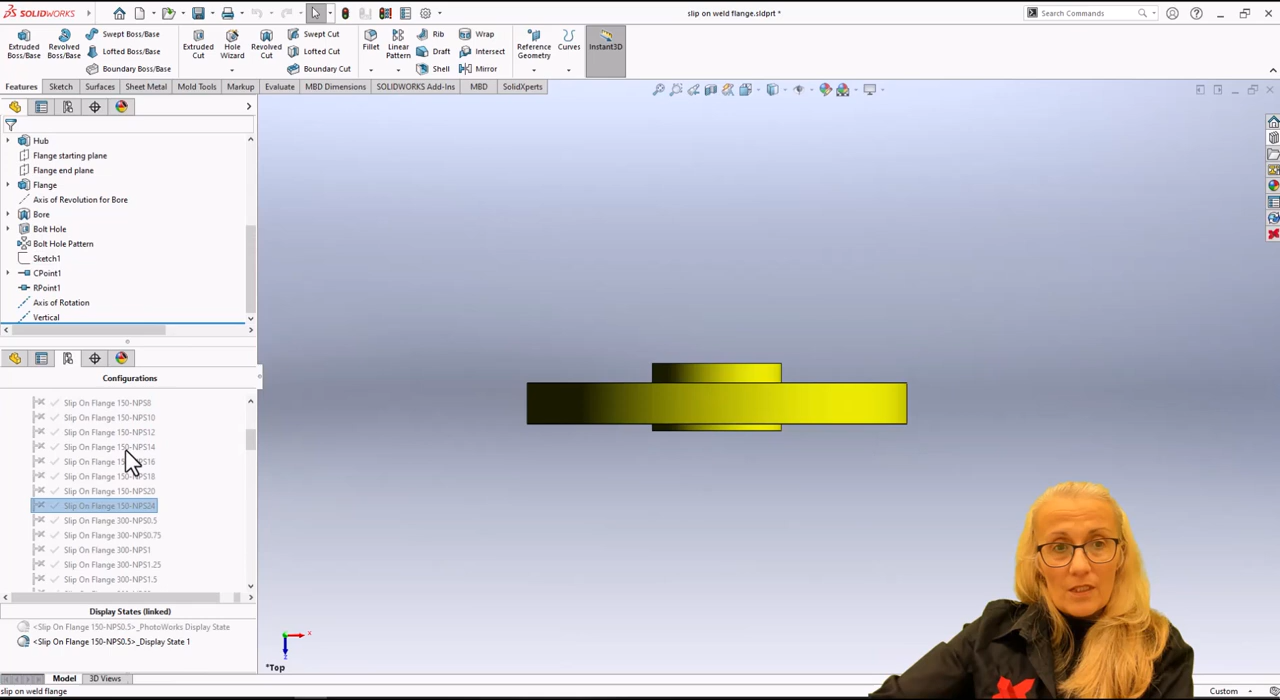 SOLIDWORKS
slip on weld flange.sldprt *
Search Commands
Extruded Boss/Base
Revolved Boss/Base
Swept Boss/Base
Lofted Boss/Base
Boundary Boss/Base
Extruded Cut
Hole Wizard
Revolved Cut
Swept Cut
Lofted Cut
Boundary Cut
Fillet
Linear Pattern
Rib
Draft
Shell
Wrap
Intersect
Mirror
Reference Geometry
Curves
Instant3D
Features
Sketch
Surfaces
Sheet Metal
Mold Tools
Markup
Evaluate
MBD Dimensions
SOLIDWORKS Add-Ins
MBD
SolidXperts
Hub
Flange starting plane
Flange end plane
Flange
Axis of Revolution for Bore
Bore
Bolt Hole
Bolt Hole Pattern
Sketch1
CPoint1
RPoint1
Axis of Rotation
Vertical
Configurations
Slip On Flange 150-NPS8
Slip On Flange 150-NPS10
Slip On Flange 150-NPS12
Slip On Flange 150-NPS14
Slip On Flange 150-NPS16
Slip On Flange 150-NPS18
Slip On Flange 150-NPS20
Slip On Flange 150-NPS24
Slip On Flange 300-NPS0.5
Slip On Flange 300-NPS0.75
Slip On Flange 300-NPS1
Slip On Flange 300-NPS1.25
Slip On Flange 300-NPS1.5
Display States (linked)
<Slip On Flange 150-NPS0.5>_PhotoWorks Display State
<Slip On Flange 150-NPS0.5>_Display State 1
x
z
*Top
Model
3D Views
slip on weld flange
Custom